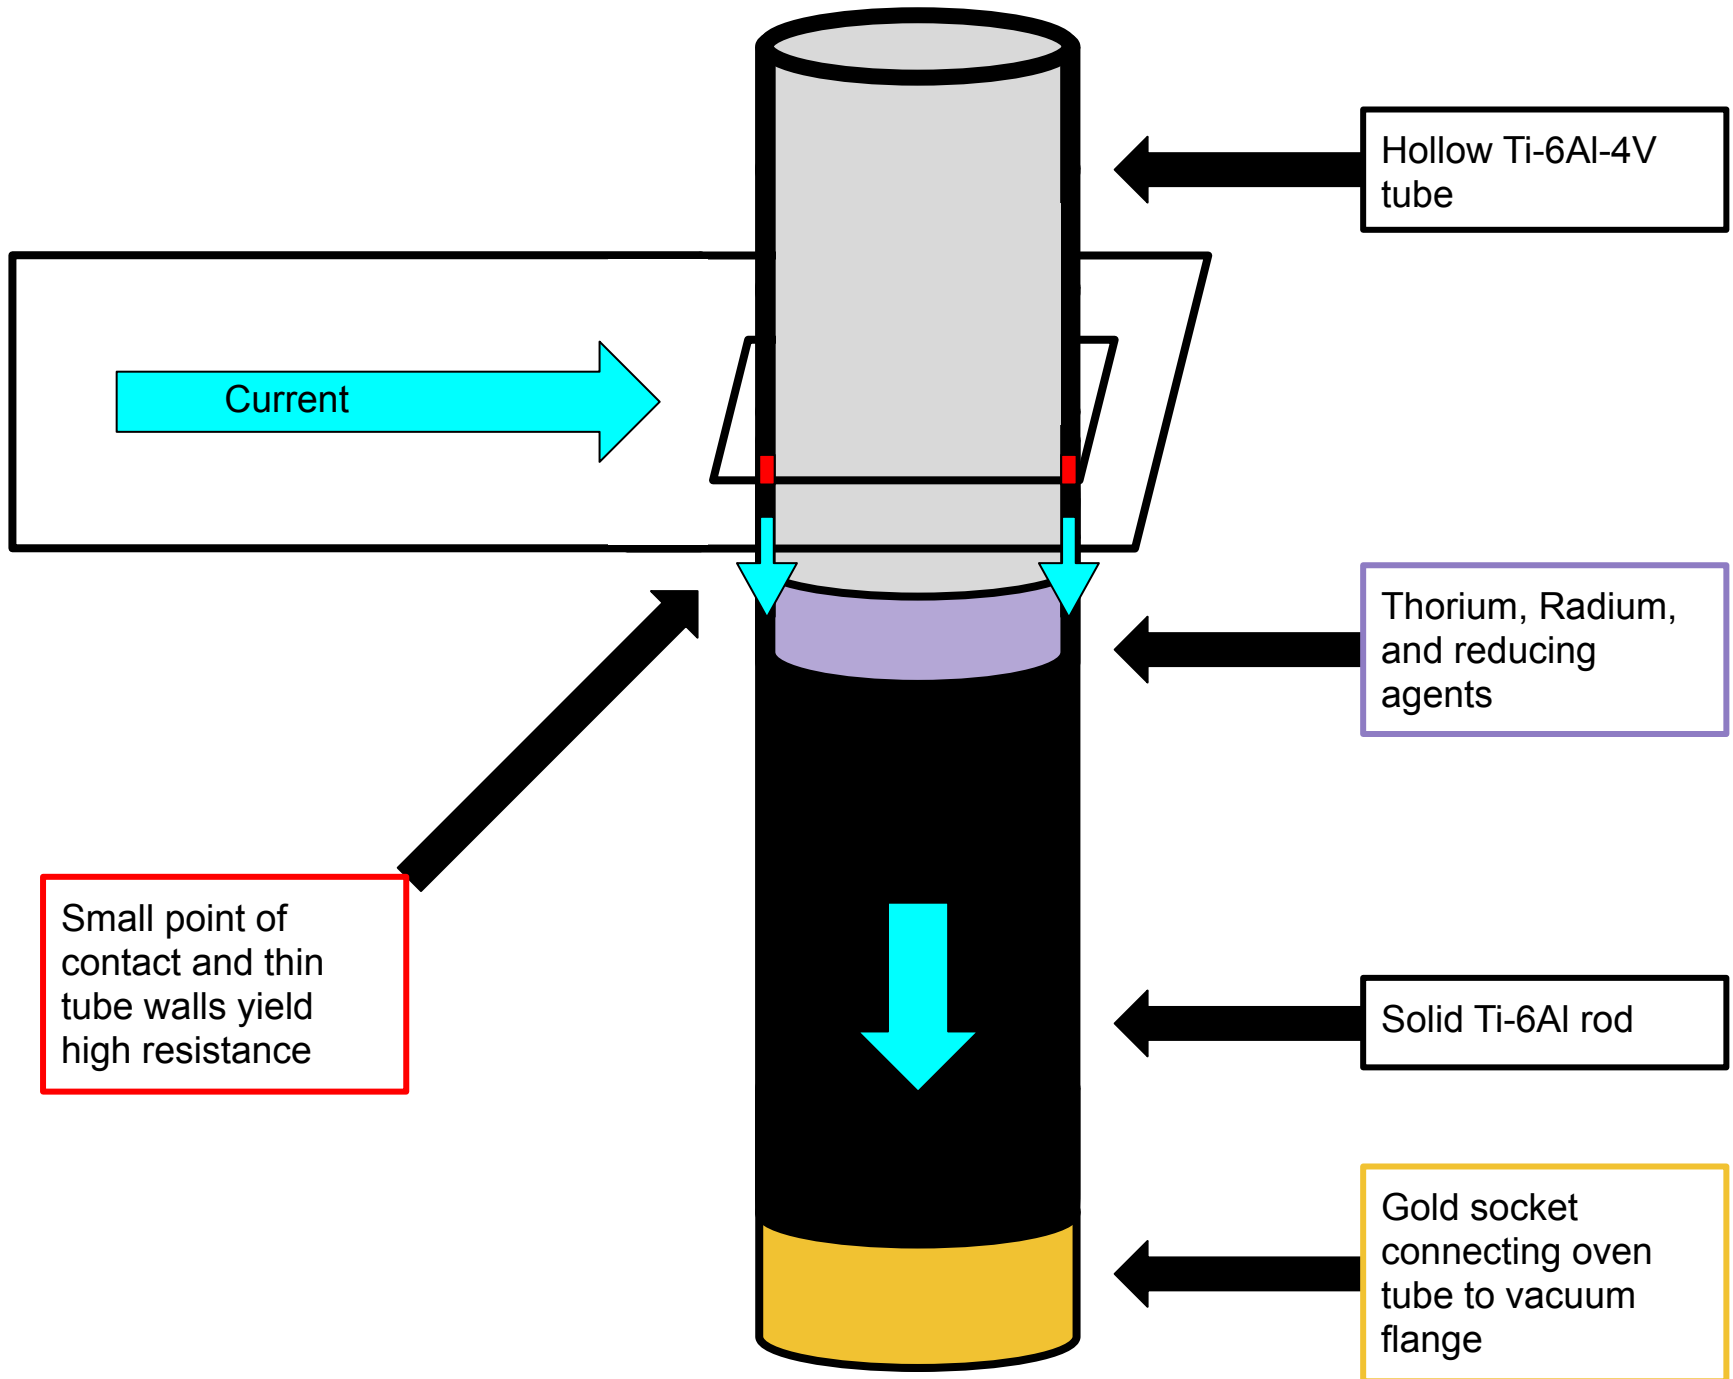 Hollow Ti-6Al-4V
tube
Current
Thorium, Radium,
and reducing
agents
Small point of
contact and thin
tube walls yield
high resistance
Solid Ti-6Al rod
Gold socket
connecting oven
tube to vacuum
flange